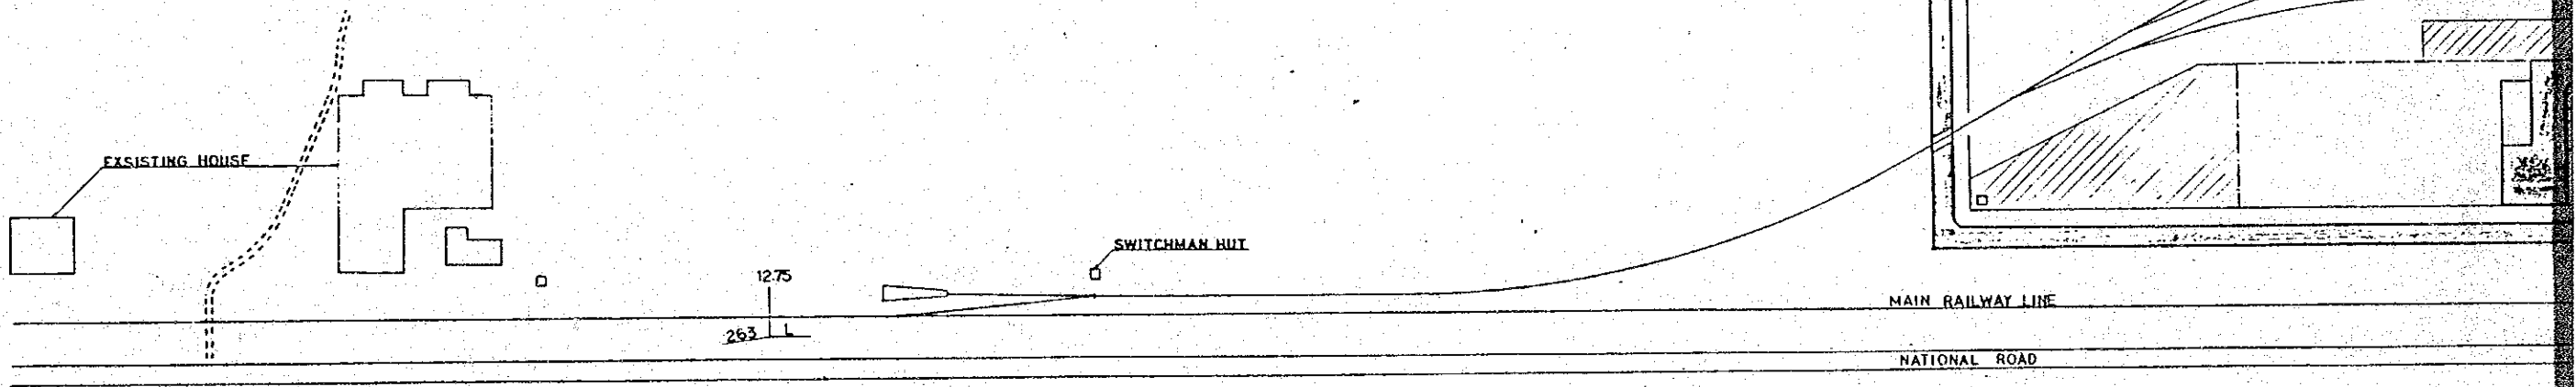 EXSISTING HOUSE
SWITCHMAN HUT
12.75
263 L
MAIN RAILWAY LINE
NATIONAL ROAD